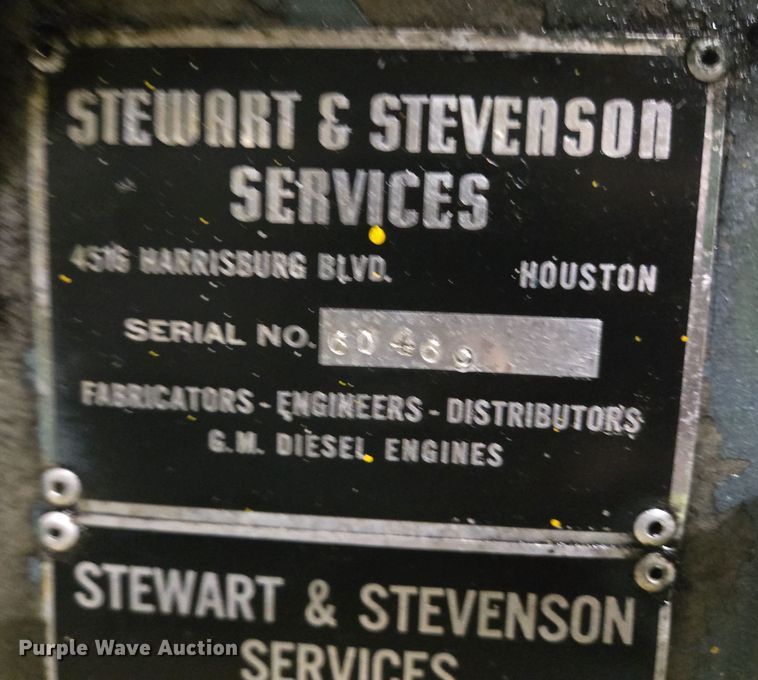 STEWART & STEVENSON
SERVICES
4516 HARRISBURG BLVD. HOUSTON
SERIAL NO. 60469
FABRICATORS - ENGINEERS - DISTRIBUTORS
G.M. DIESEL ENGINES
STEWART & STEVENSON
SERVICES
Purple Wave Auction